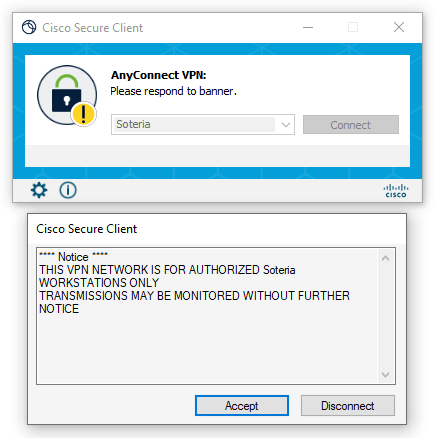 Cisco Secure Client
AnyConnect VPN:
Please respond to banner.
Soteria
Connect
CISCO
Cisco Secure Client
**** Notice ****
THIS VPN NETWORK IS FOR AUTHORIZED Soteria
WORKSTATIONS ONLY
TRANSMISSIONS MAY BE MONITORED WITHOUT FURTHER
NOTICE
Accept
Disconnect